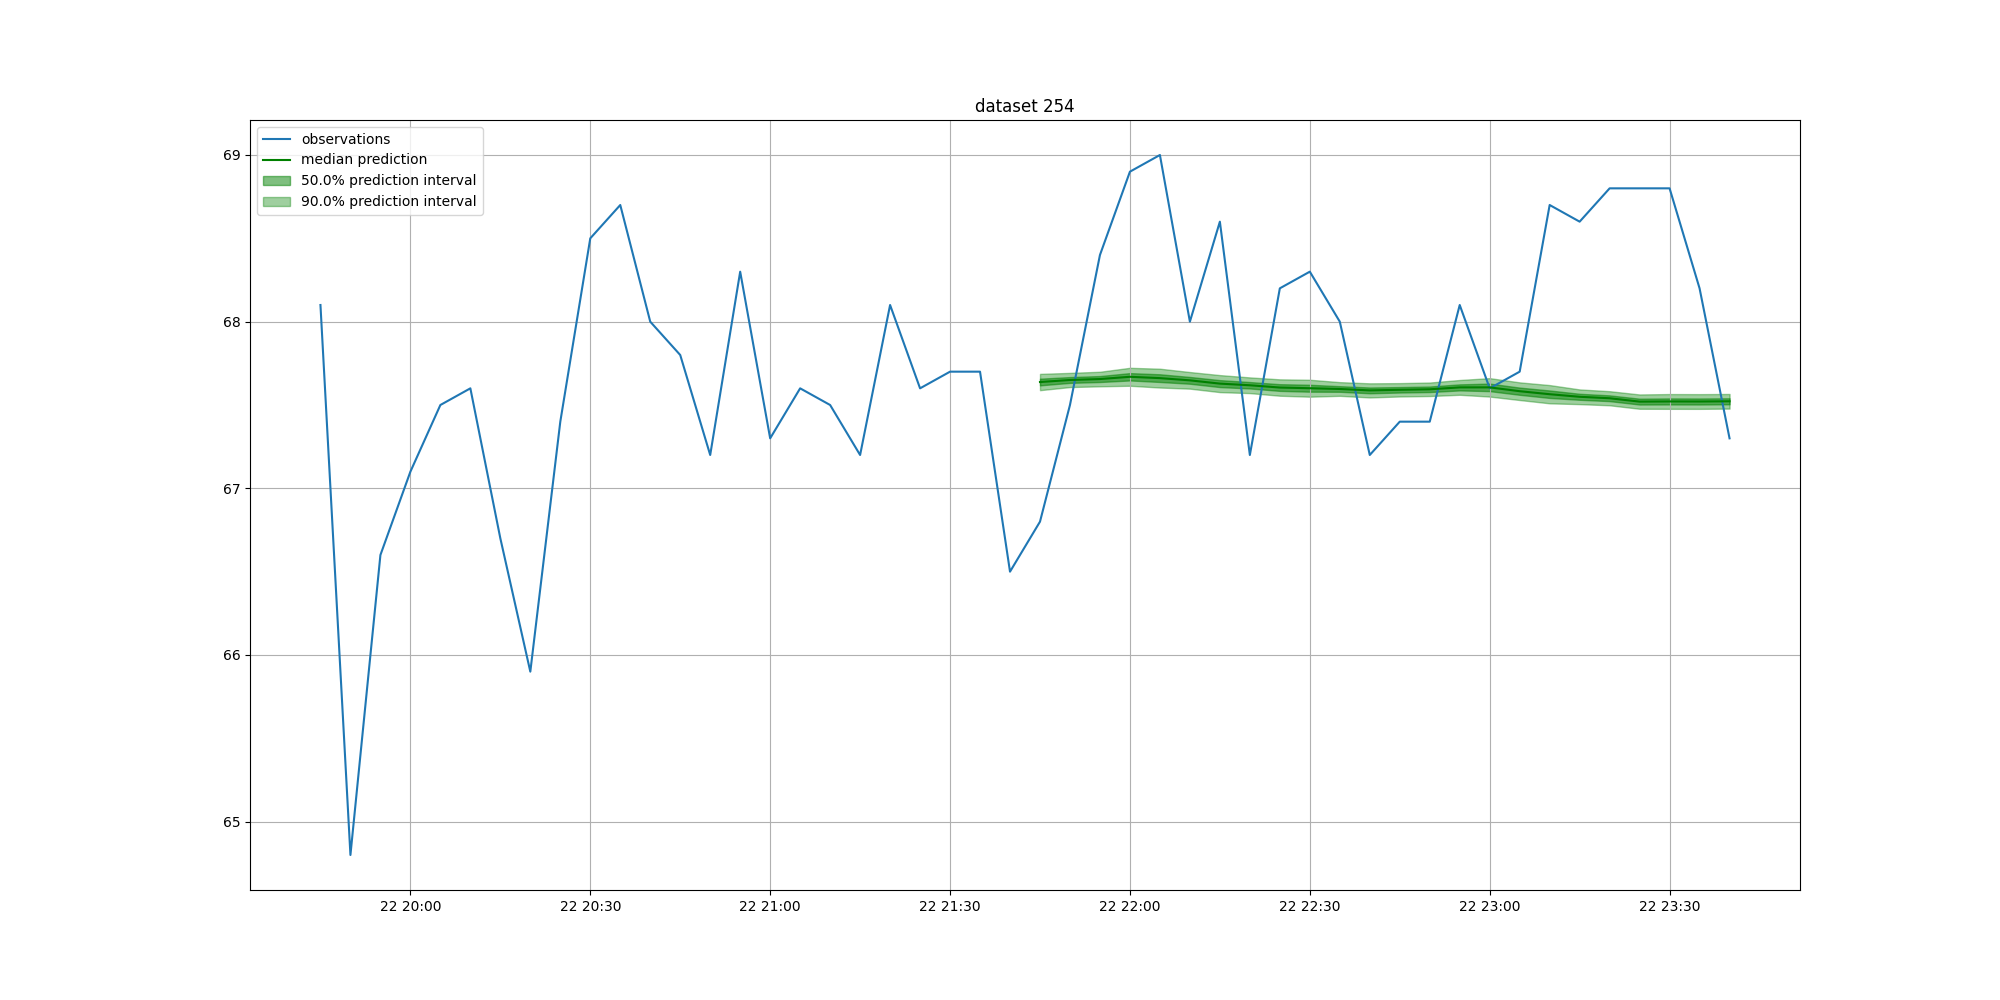 dataset 254
observations
median prediction
50.0% prediction interval
90.0% prediction interval
69
68
67
66
65
22 20:00
22 20:30
22 21:00
22 21:30
22 22:00
22 22:30
22 23:00
22 23:30